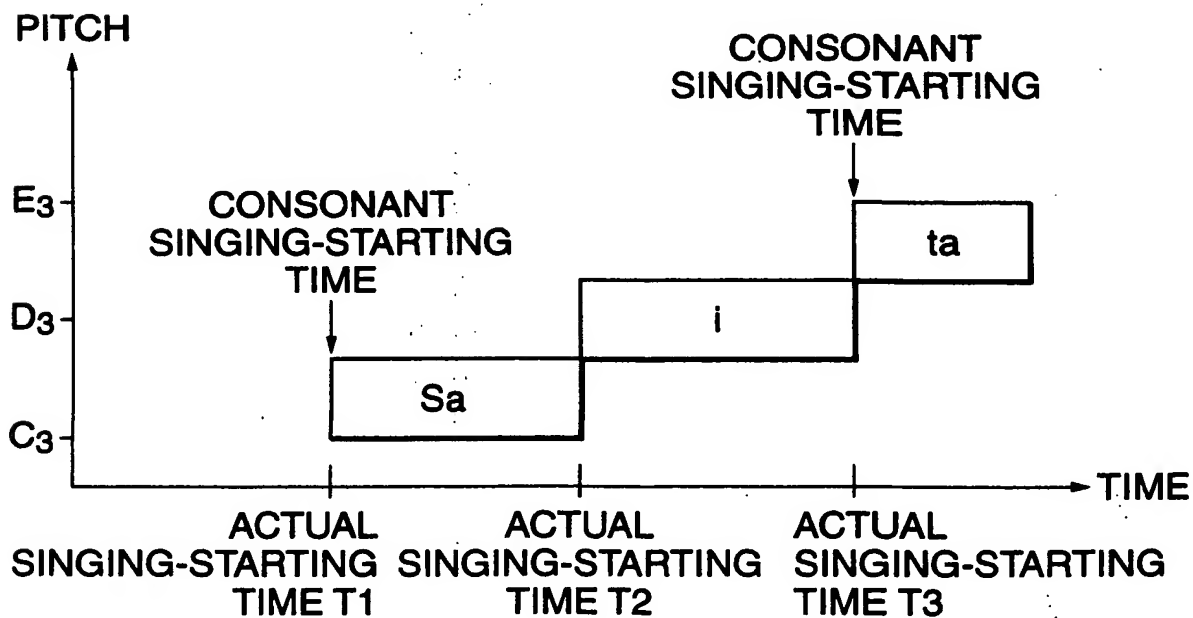 PITCH
CONSONANT
SINGING-STARTING
TIME
E3
CONSONANT
SINGING-STARTING
TIME
ta
D3
i
Sa
C3
TIME
ACTUAL
SINGING-STARTING
TIME T1
ACTUAL
SINGING-STARTING
TIME T2
ACTUAL
SINGING-STARTING
TIME T3